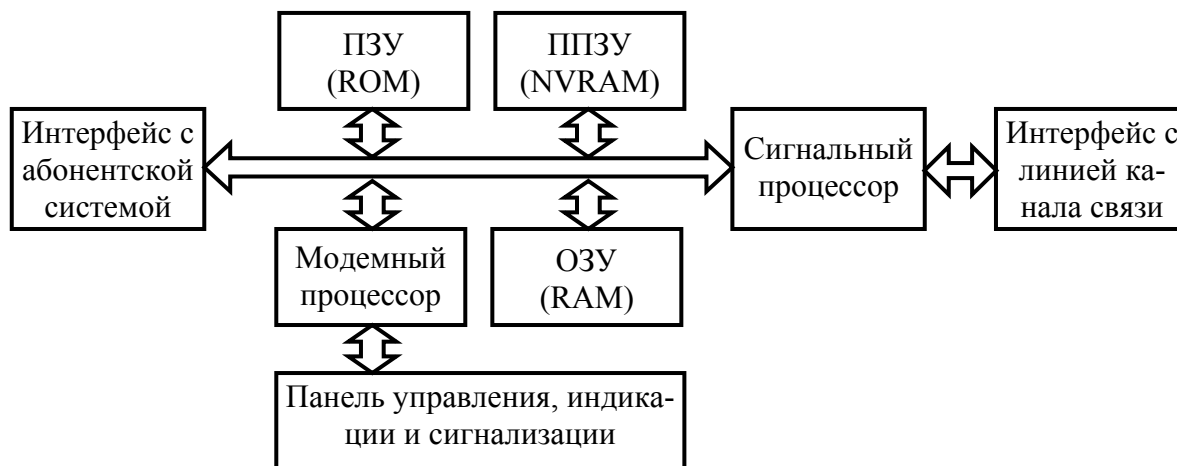 ПЗУ
(ROM)
ППЗУ
(NVRAM)
Интерфейс с
абонентской
системой
Сигнальный
процессор
Интерфейс с
линией ка-
нала связи
Модемный
процессор
ОЗУ
(RAM)
Панель управления, индика-
ции и сигнализации